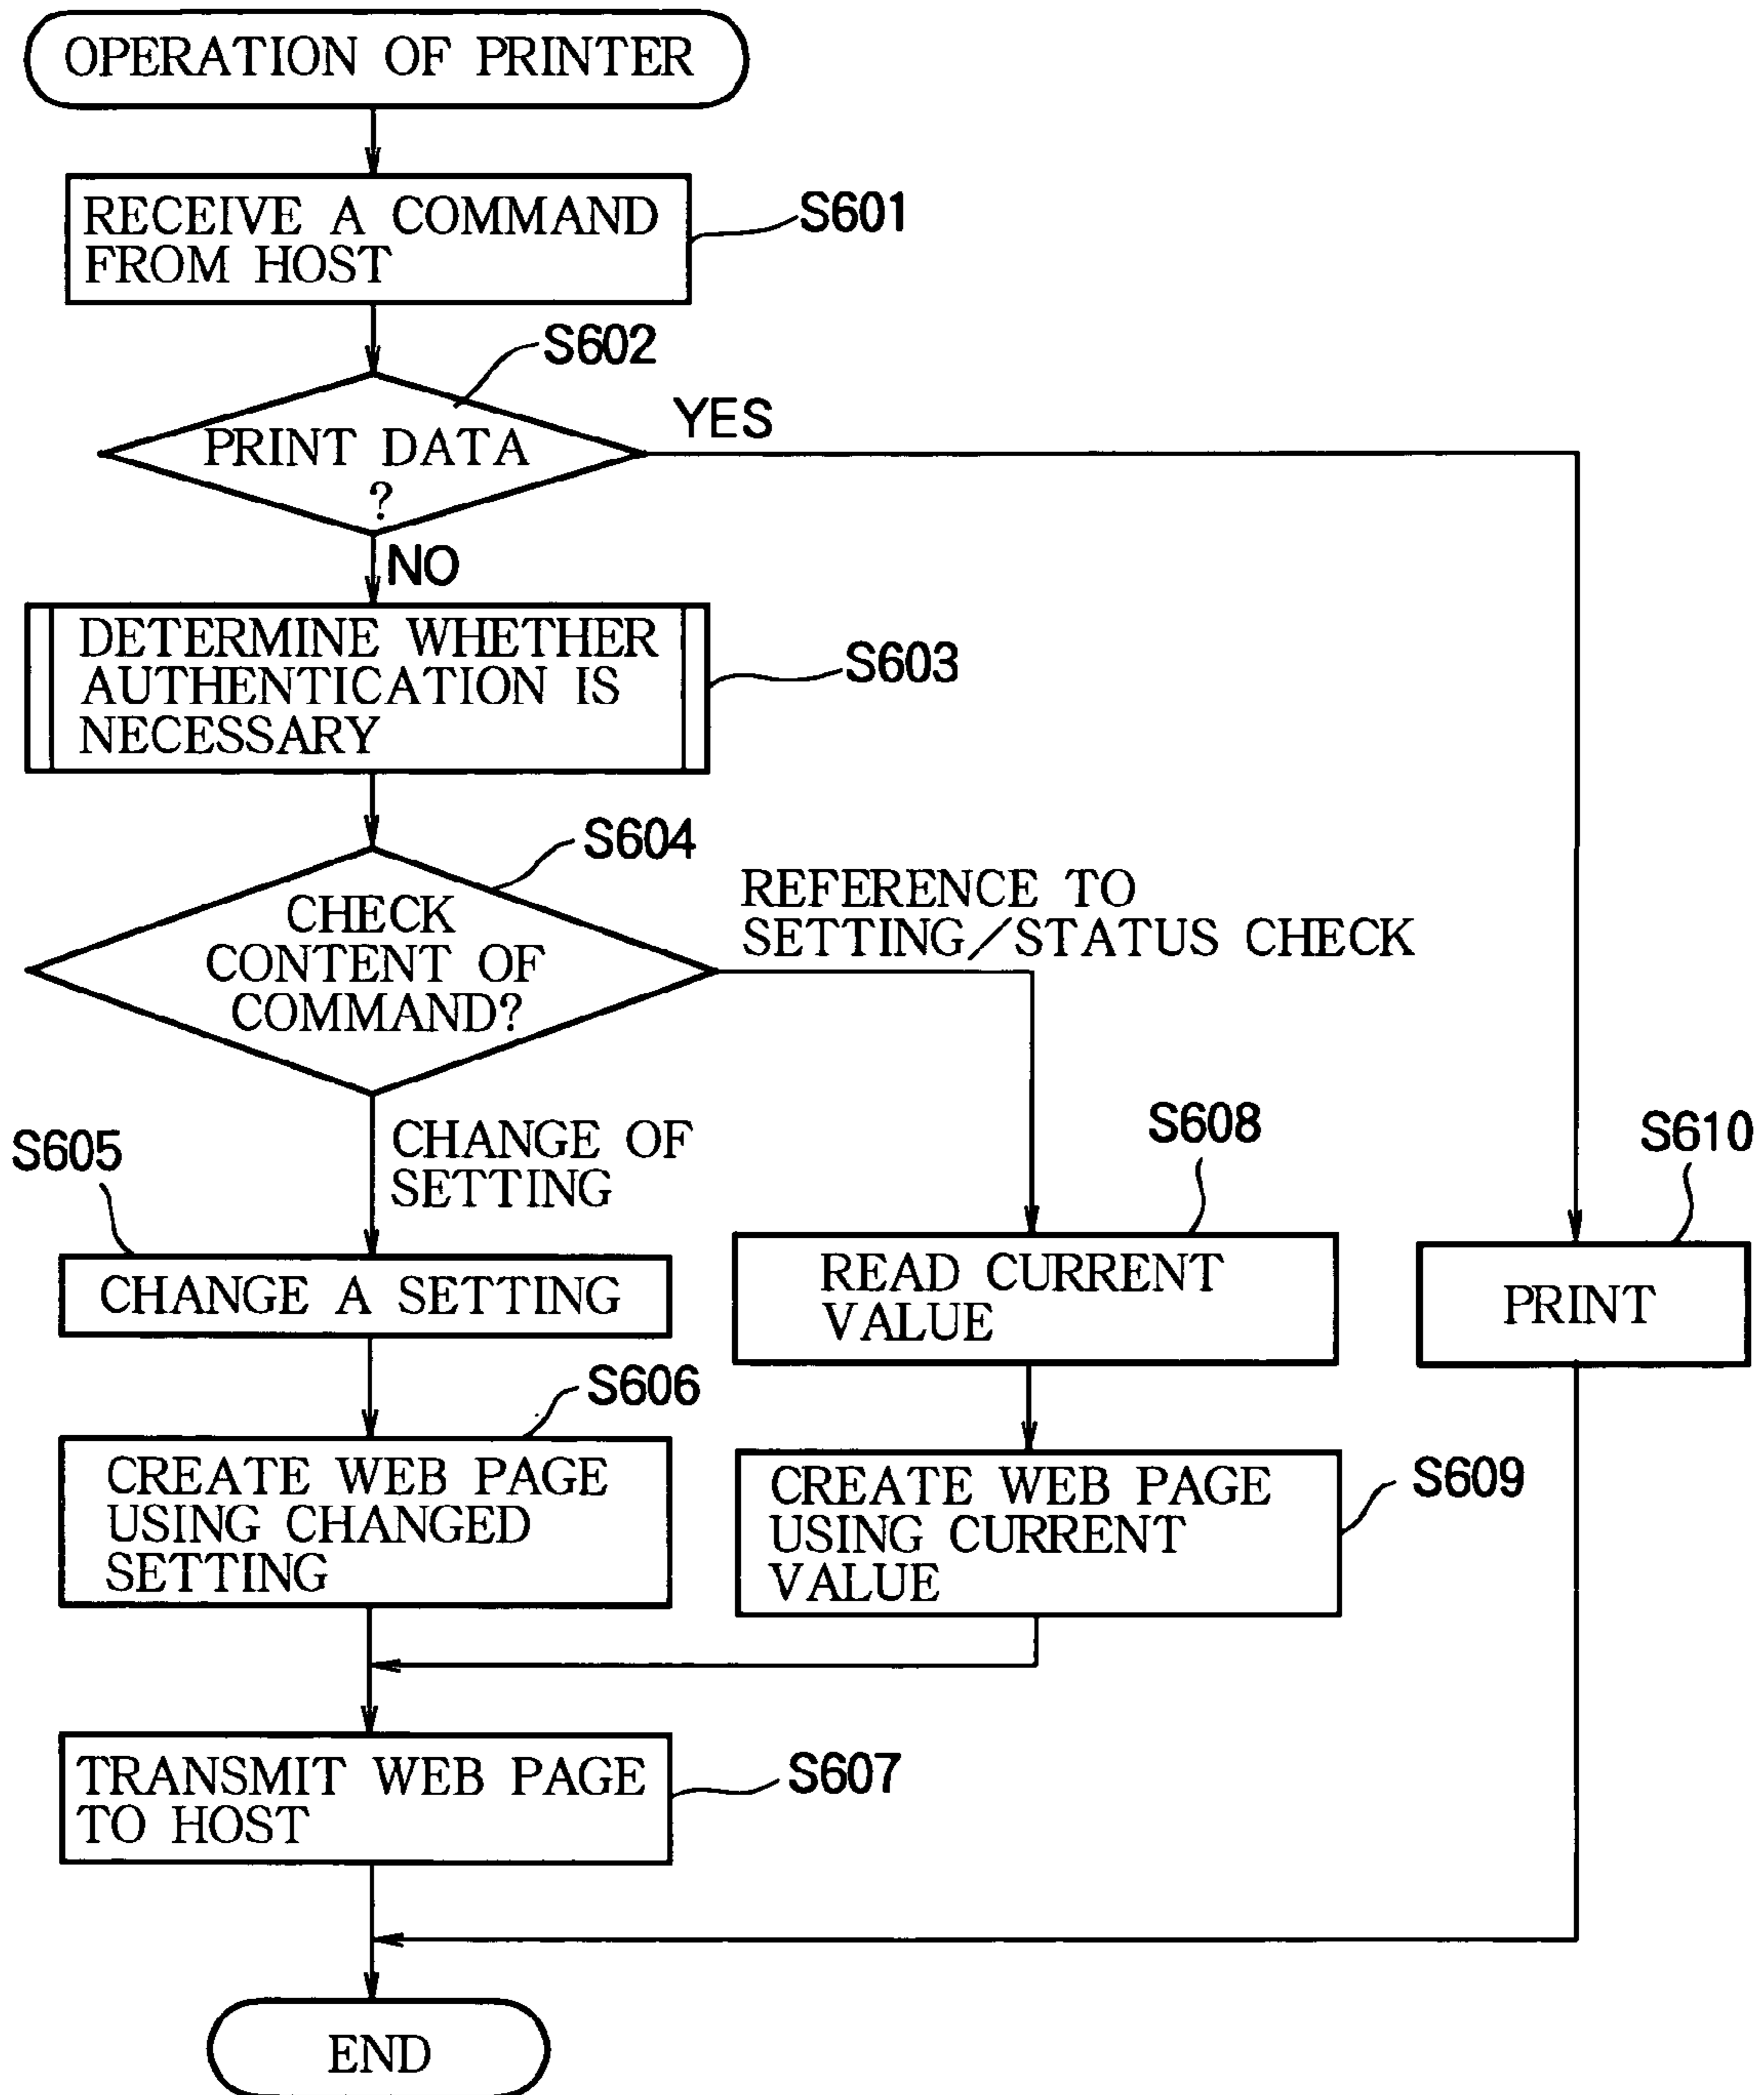 OPERATION OF PRINTER
RECEIVE A COMMAND
FROM HOST
S601
S602
PRINT DATA
?
YES
NO
DETERMINE WHETHER
AUTHENTICATION IS
NECESSARY
S603
S604
CHECK
CONTENT OF
COMMAND?
REFERENCE TO
SETTING/STATUS CHECK
CHANGE OF
SETTING
S605
CHANGE A SETTING
S608
READ CURRENT
VALUE
S610
PRINT
S606
CREATE WEB PAGE
USING CHANGED
SETTING
CREATE WEB PAGE
USING CURRENT
VALUE
S609
TRANSMIT WEB PAGE
TO HOST
S607
END